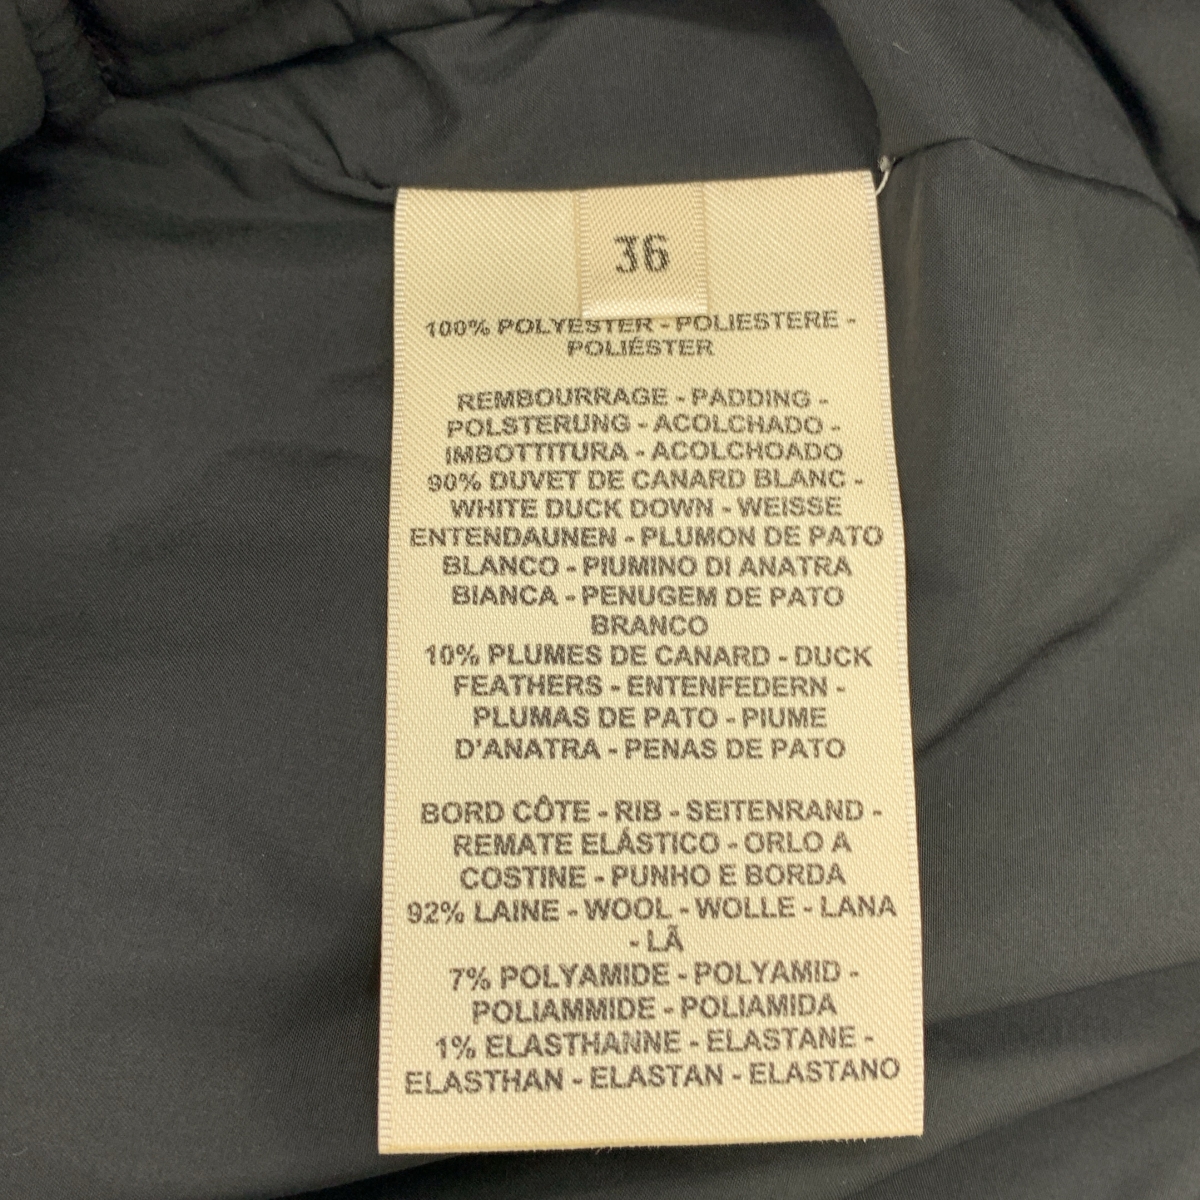 36
100% POLYESTER - POLIESTERE -
POLIÉSTER
REMBOURRAGE - PADDING -
POLSTERUNG - ACOLCHADO -
IMBOTTITURA - ACOLCHOADO
90% DUVET DE CANARD BLANC -
WHITE DUCK DOWN - WEISSE
ENTENDAUNEN - PLUMON DE PATO
BLANCO - PIUMINO DI ANATRA
BIANCA - PENUGEM DE PATO
BRANCO
10% PLUMES DE CANARD - DUCK
FEATHERS - ENTENFEDERN -
PLUMAS DE PATO - PIUME
D'ANATRA - PENAS DE PATO
BORD CÔTE - RIB - SEITENRAND -
REMATE ELÁSTICO - ORLO A
COSTINE - PUNHO E BORDA
92% LAINE - WOOL - WOLLE - LANA
- LÃ
7% POLYAMIDE - POLYAMID -
POLIAMMIDE - POLIAMIDA
1% ELASTHANNE - ELASTANE -
ELASTHAN - ELASTAN - ELASTANO